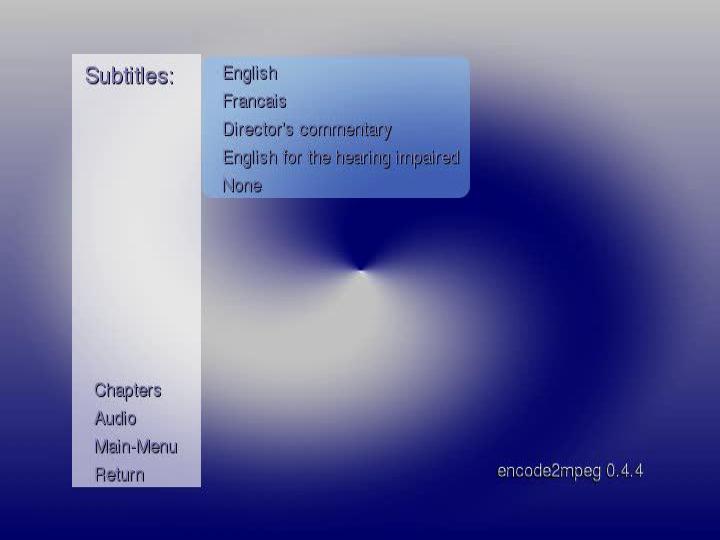 Subtitles:
English
Francais
Director's commentary
English for the hearing impaired
None
Chapters
Audio
Main-Menu
Return
encode2mpeg 0.4.4